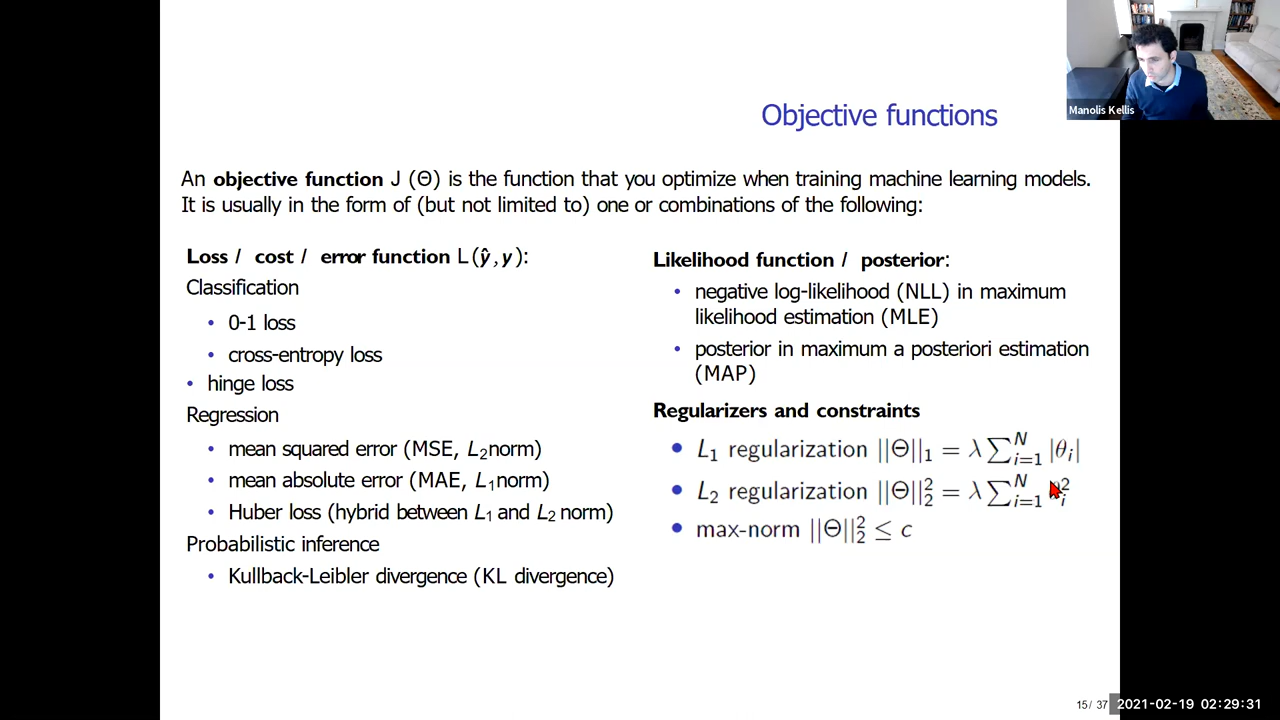 Manolis Kellis
Objective functions
An objective function J (Θ) is the function that you optimize when training machine learning models.
It is usually in the form of (but not limited to) one or combinations of the following:
Loss / cost / error function L(ŷ, y):
Classification
• 0-1 loss
• cross-entropy loss
• hinge loss
Regression
• mean squared error (MSE, L₂norm)
• mean absolute error (MAE, L₁norm)
• Huber loss (hybrid between L₁ and L₂ norm)
Probabilistic inference
• Kullback-Leibler divergence (KL divergence)
Likelihood function / posterior:
• negative log-likelihood (NLL) in maximum
likelihood estimation (MLE)
• posterior in maximum a posteriori estimation
(MAP)
Regularizers and constraints
• L₁ regularization ||Θ||₁ = λ ∑ᵢ₌₁ᴺ |θᵢ|
• L₂ regularization ||Θ||₂² = λ ∑ᵢ₌₁ᴺ ᵢ²
• max-norm ||Θ||₂² ≤ c
15 / 37
2021-02-19 02:29:31